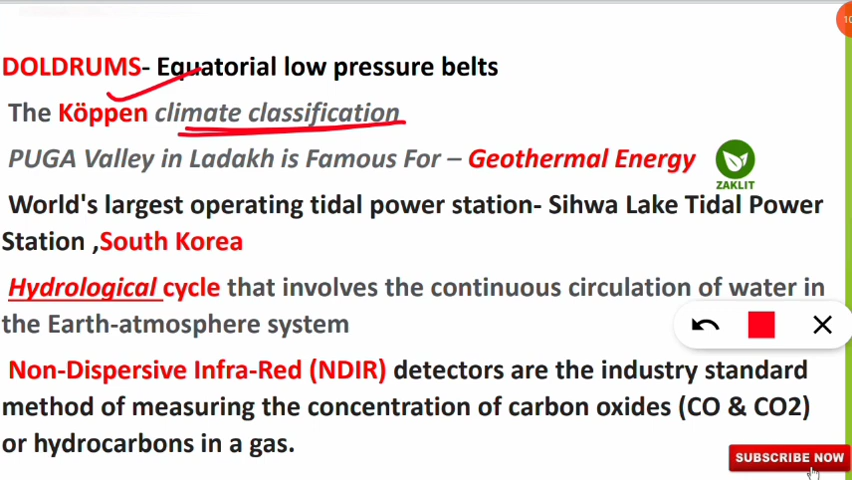 10
DOLDRUMS- Equatorial low pressure belts
The Köppen climate classification
PUGA Valley in Ladakh is Famous For – Geothermal Energy
ZAKLIT
World's largest operating tidal power station- Sihwa Lake Tidal Power
Station ,South Korea
Hydrological cycle that involves the continuous circulation of water in
the Earth-atmosphere system
Non-Dispersive Infra-Red (NDIR) detectors are the industry standard
method of measuring the concentration of carbon oxides (CO & CO2)
or hydrocarbons in a gas.
SUBSCRIBE NOW